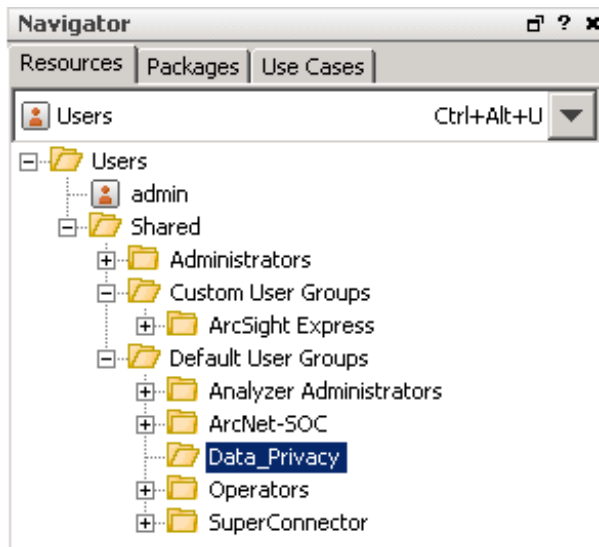 Navigator ?
Resources Packages Use Cases
Users Ctrl+Alt+U
Users
admin
Shared
Administrators
Custom User Groups
ArcSight Express
Default User Groups
Analyzer Administrators
ArcNet-SOC
Data_Privacy
Operators
SuperConnector